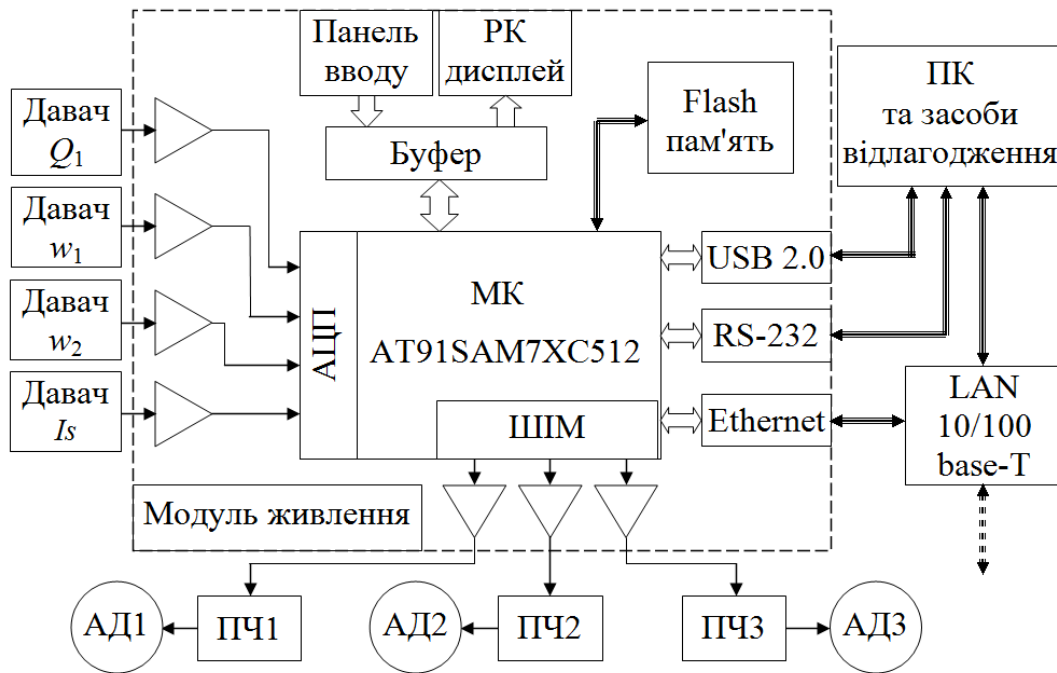 Панель
вводу
РК
дисплей
Flash
пам'ять
ПК
та засоби
відлагодження
Давач
Q1
Буфер
Давач
w1
АЦП
МК
AT91SAM7XC512
USB 2.0
Давач
w2
RS-232
Давач
Is
ШІМ
Ethernet
LAN
10/100
base-T
Модуль живлення
АД1
ПЧ1
АД2
ПЧ2
ПЧ3
АД3